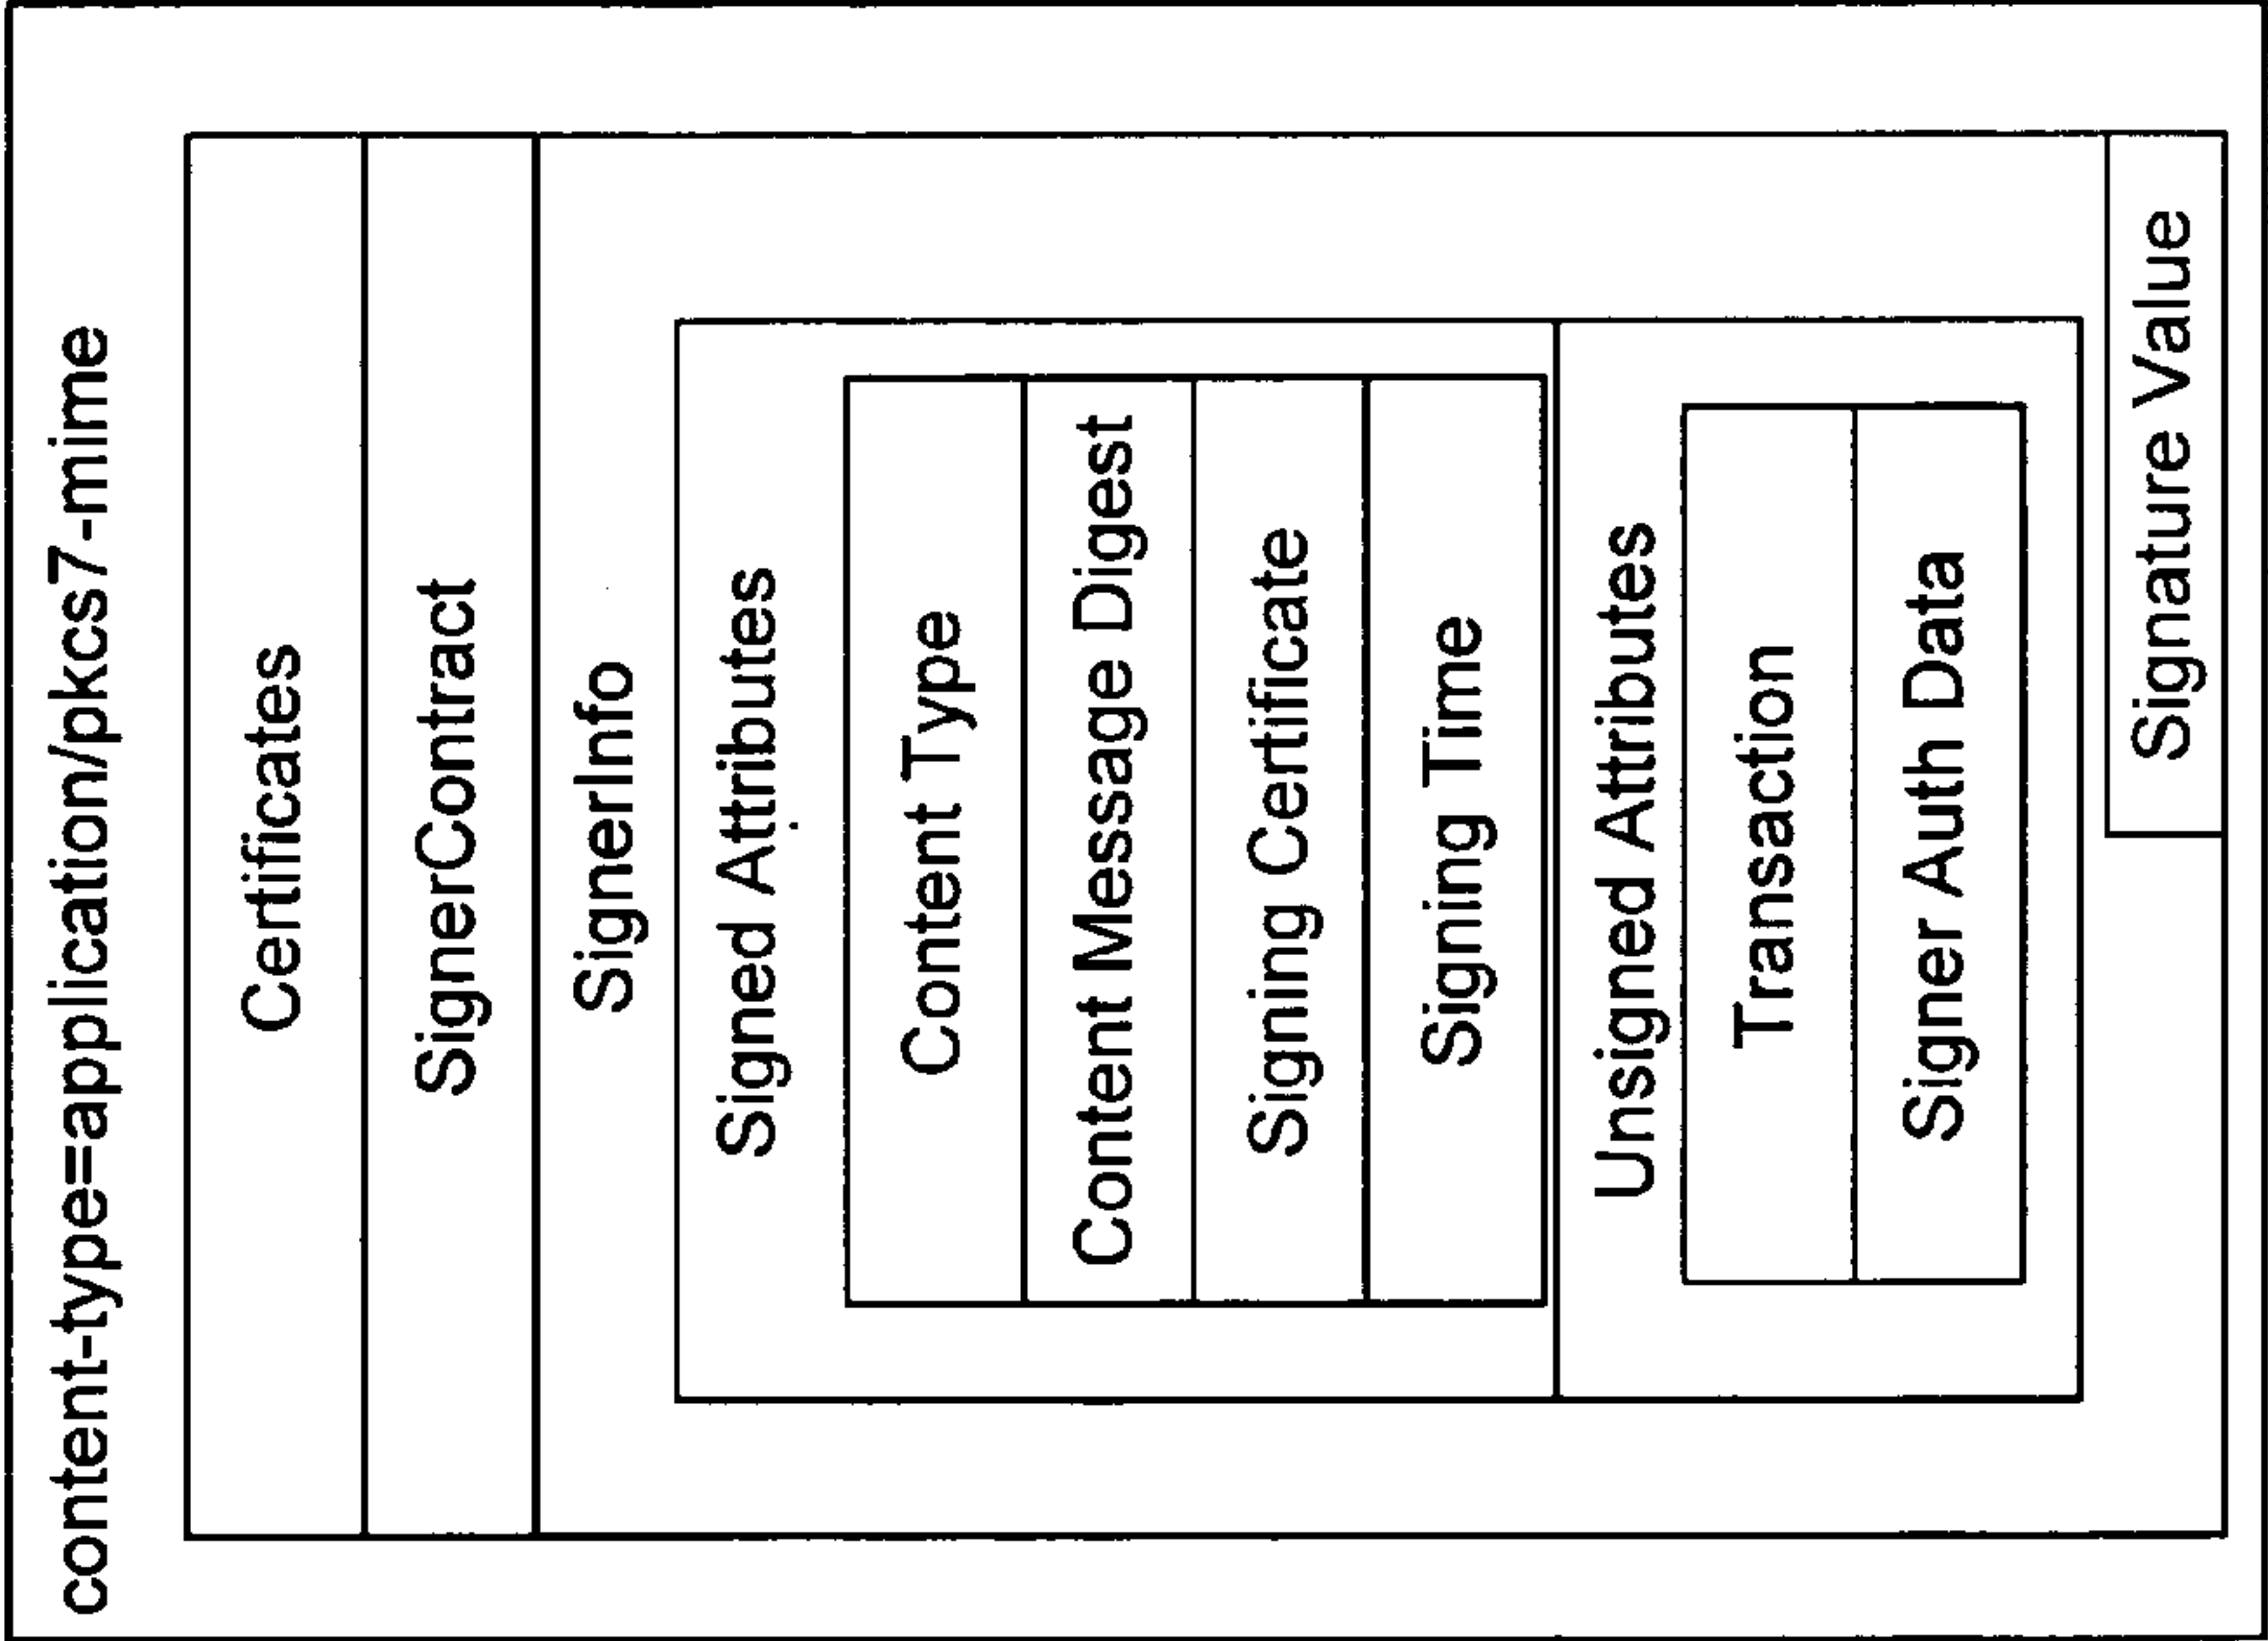 content-type=application/pkcs7-mime
Certificates
SignerContract
SignerInfo
Signed Attributes
Content Type
Content Message Digest
Signing Certificate
Signing Time
Unsigned Attributes
Transaction
Signer Auth Data
Signature Value